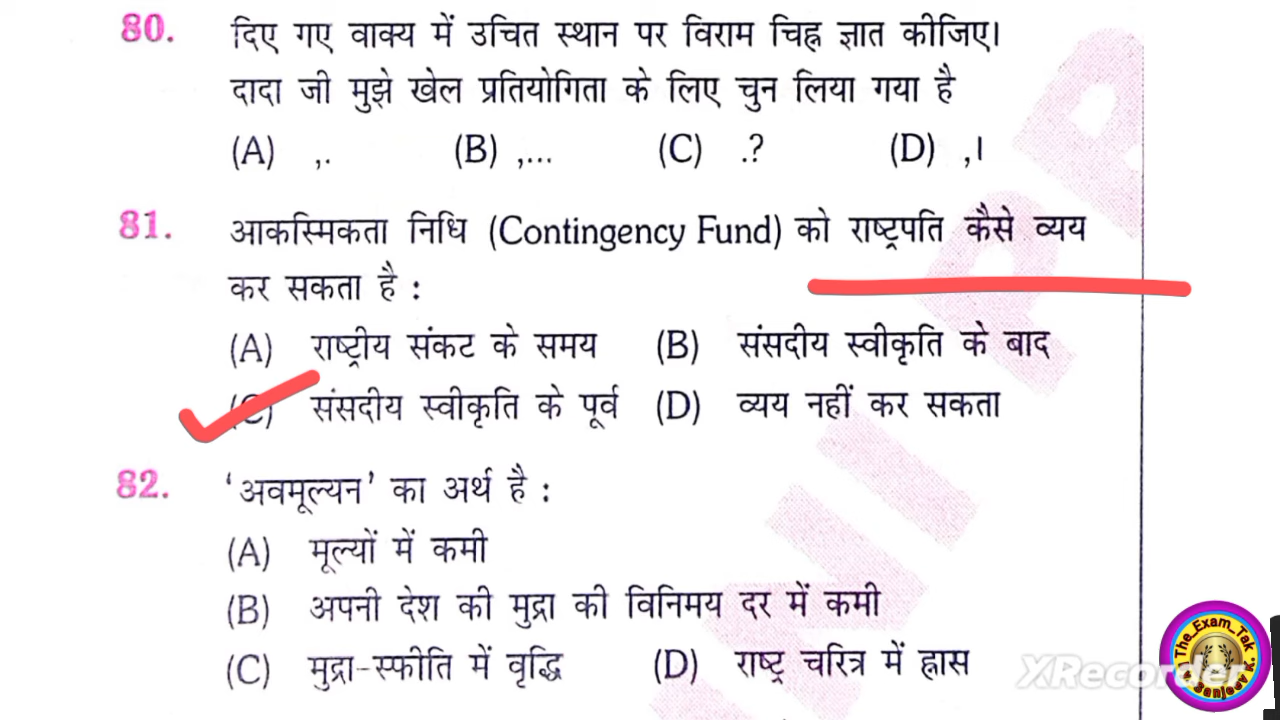 80. दिए गए वाक्य में उचित स्थान पर विराम चिह्न ज्ञात कीजिए।
दादा जी मुझे खेल प्रतियोगिता के लिए चुन लिया गया है
(A) ,. (B) ,... (C) .? (D) ,।
81. आकस्मिकता निधि (Contingency Fund) को राष्ट्रपति कैसे व्यय
कर सकता है :
(A) राष्ट्रीय संकट के समय (B) संसदीय स्वीकृति के बाद
(C) संसदीय स्वीकृति के पूर्व (D) व्यय नहीं कर सकता
82. ‘अवमूल्यन’ का अर्थ है :
(A) मूल्यों में कमी
(B) अपनी देश की मुद्रा की विनिमय दर में कमी
(C) मुद्रा-स्फीति में वृद्धि (D) राष्ट्र चरित्र में ह्रास
The_Exam_Tak
Sanjeev K.
XRecorder